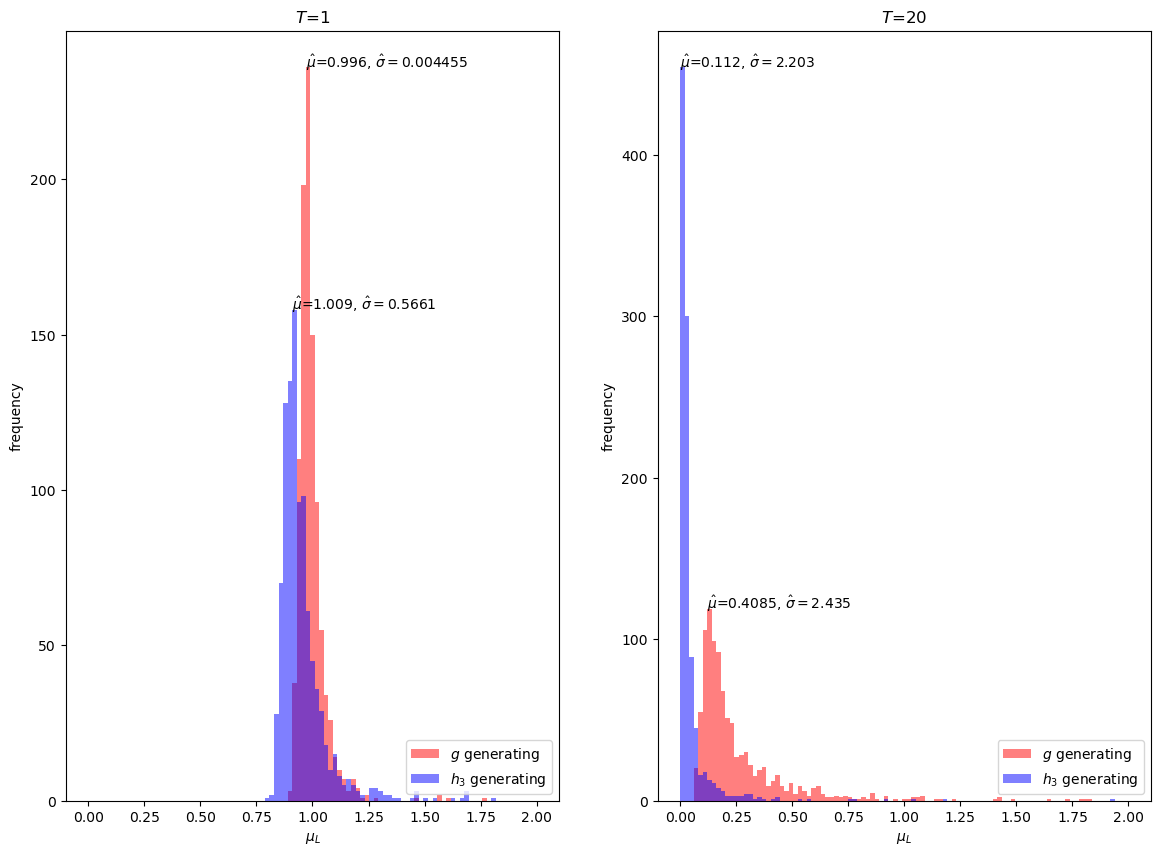 T=1
μ̂=0.996, σ̂ = 0.004455
μ̂=1.009, σ̂ = 0.5661
frequency
200
150
100
50
0
0.00 0.25 0.50 0.75 1.00 1.25 1.50 1.75 2.00
μ_L
g generating
h₃ generating
T=20
μ̂=0.112, σ̂ = 2.203
μ̂=0.4085, σ̂ = 2.435
frequency
400
300
200
100
0
0.00 0.25 0.50 0.75 1.00 1.25 1.50 1.75 2.00
μ_L
g generating
h₃ generating